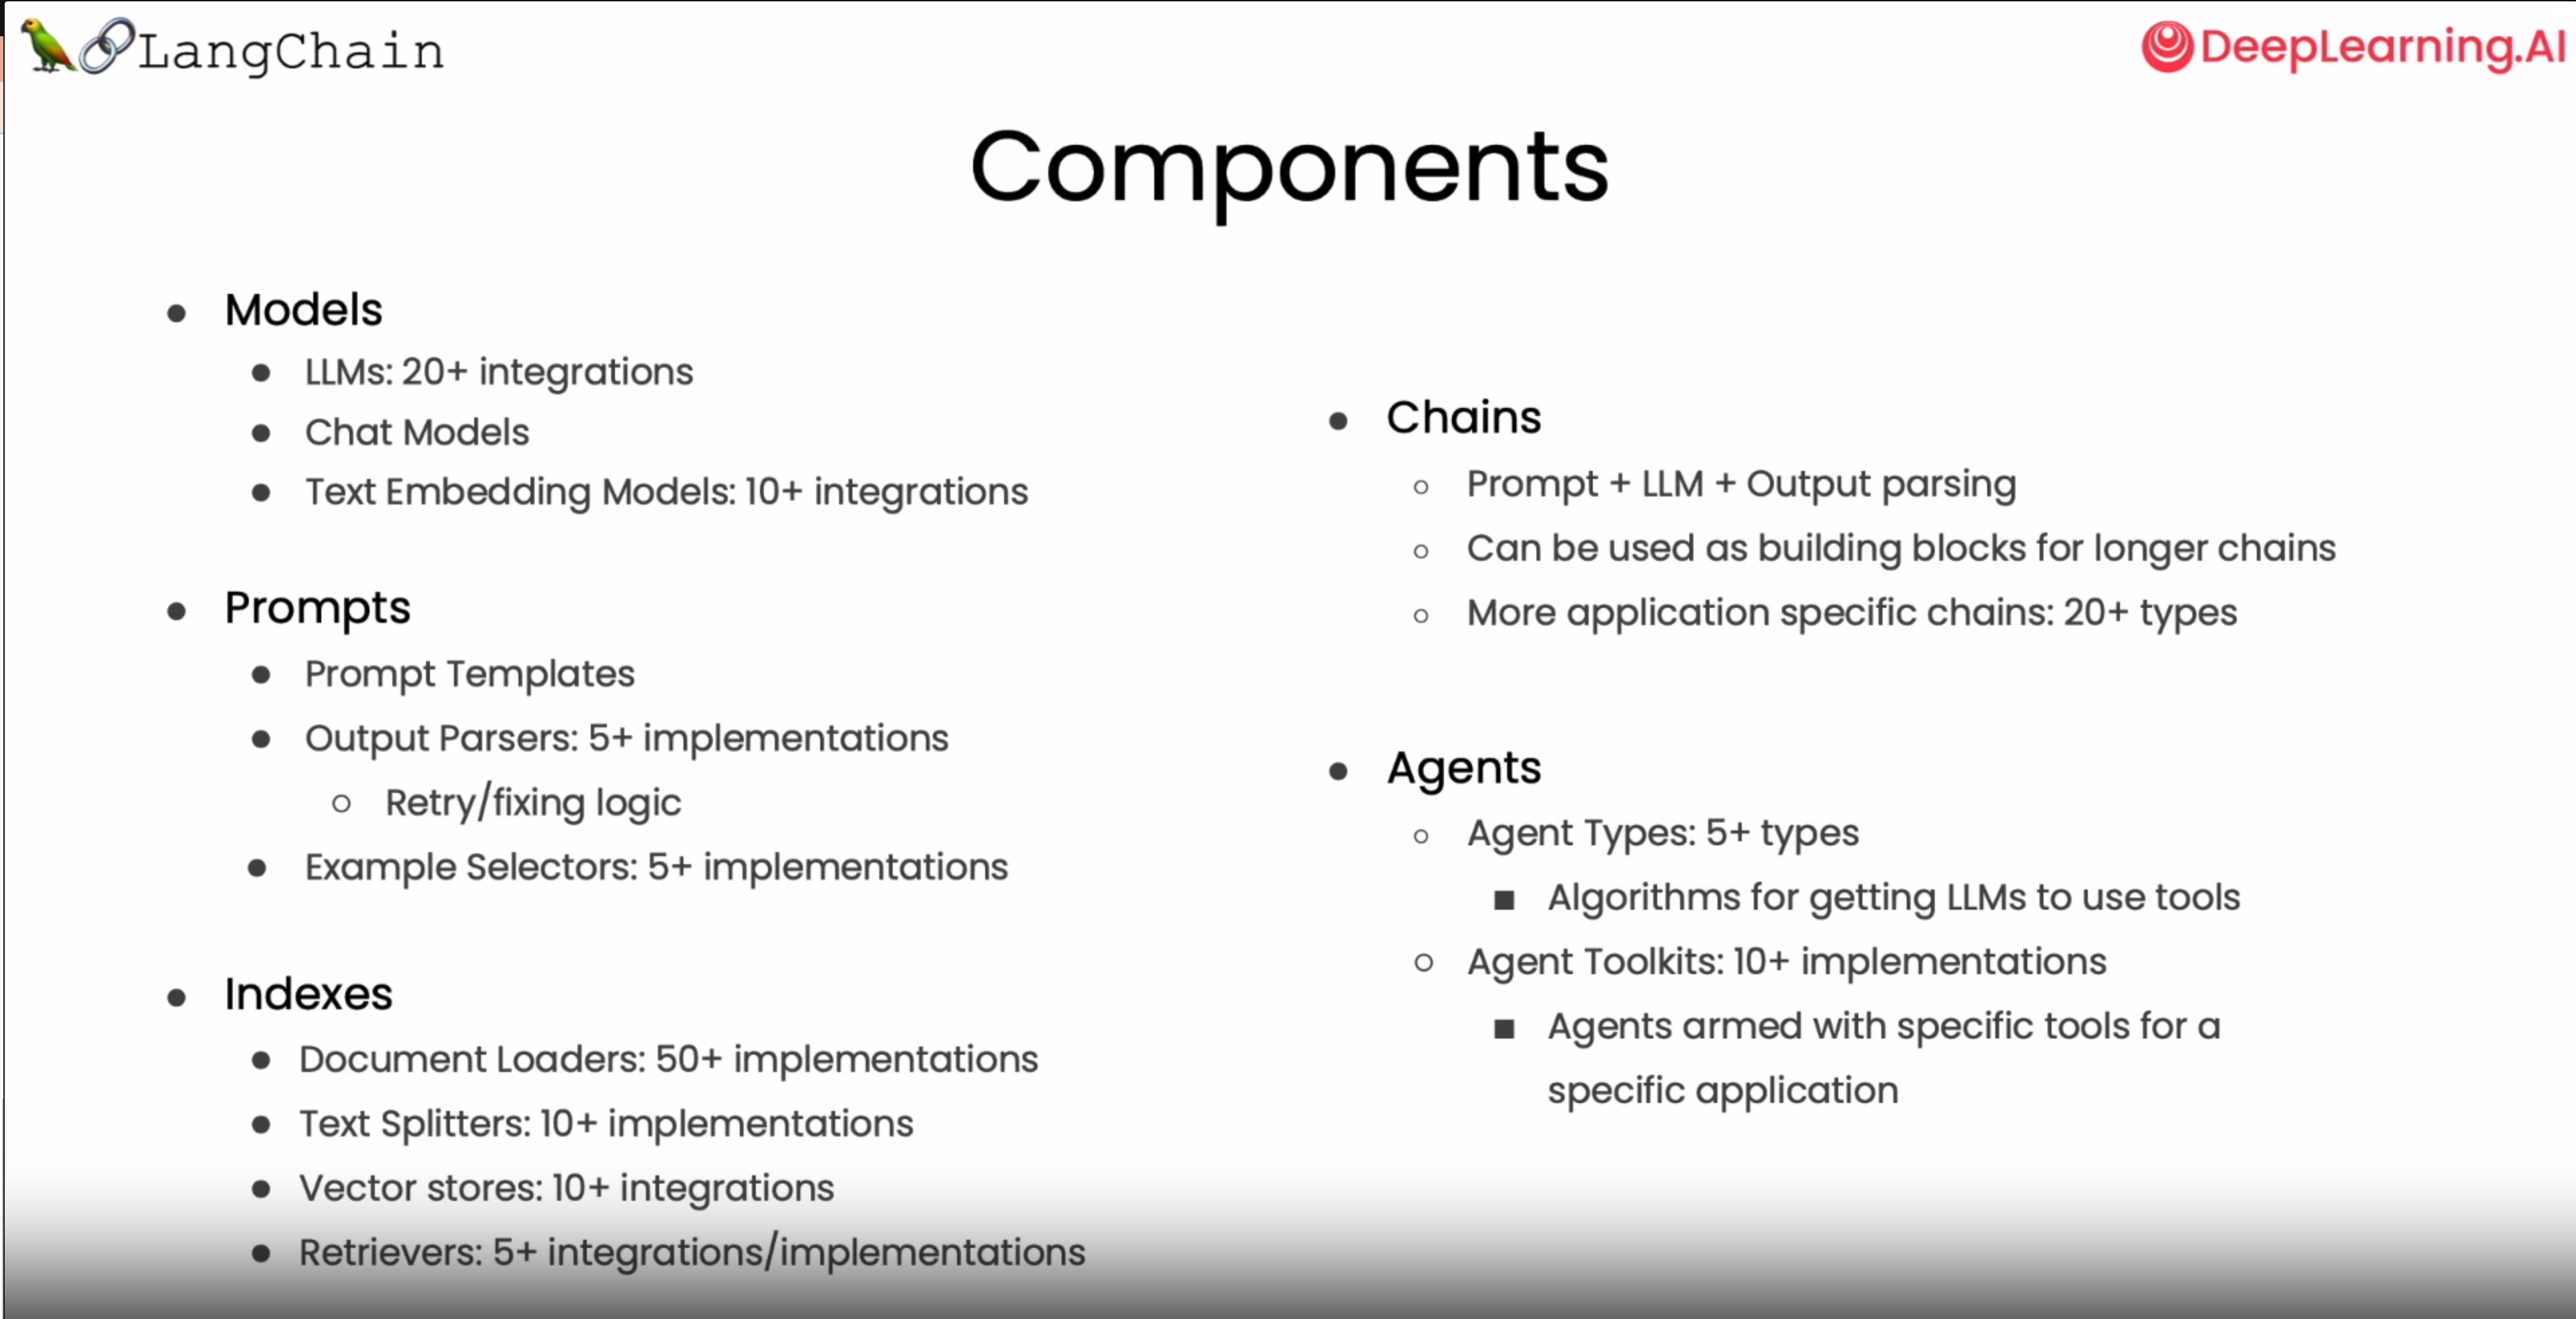 LangChain
DeepLearning.AI
Components
Models
LLMs: 20+ integrations
Chat Models
Text Embedding Models: 10+ integrations
Prompts
Prompt Templates
Output Parsers: 5+ implementations
Retry/fixing logic
Example Selectors: 5+ implementations
Indexes
Document Loaders: 50+ implementations
Text Splitters: 10+ implementations
Vector stores: 10+ integrations
Retrievers: 5+ integrations/implementations
Chains
Prompt + LLM + Output parsing
Can be used as building blocks for longer chains
More application specific chains: 20+ types
Agents
Agent Types: 5+ types
Algorithms for getting LLMs to use tools
Agent Toolkits: 10+ implementations
Agents armed with specific tools for a
specific application